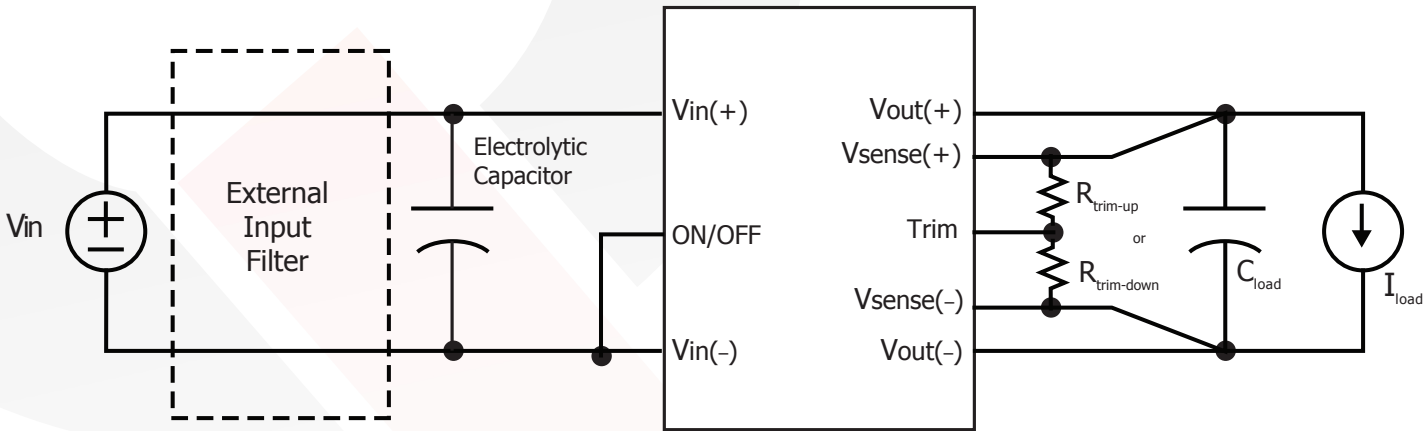 Vin
External
Input
Filter
Electrolytic
Capacitor
Vin(+)
ON/OFF
Vin(−)
Vout(+)
Vsense(+)
Trim
Vsense(−)
Vout(−)
Rtrim-up
or
Rtrim-down
Cload
Iload